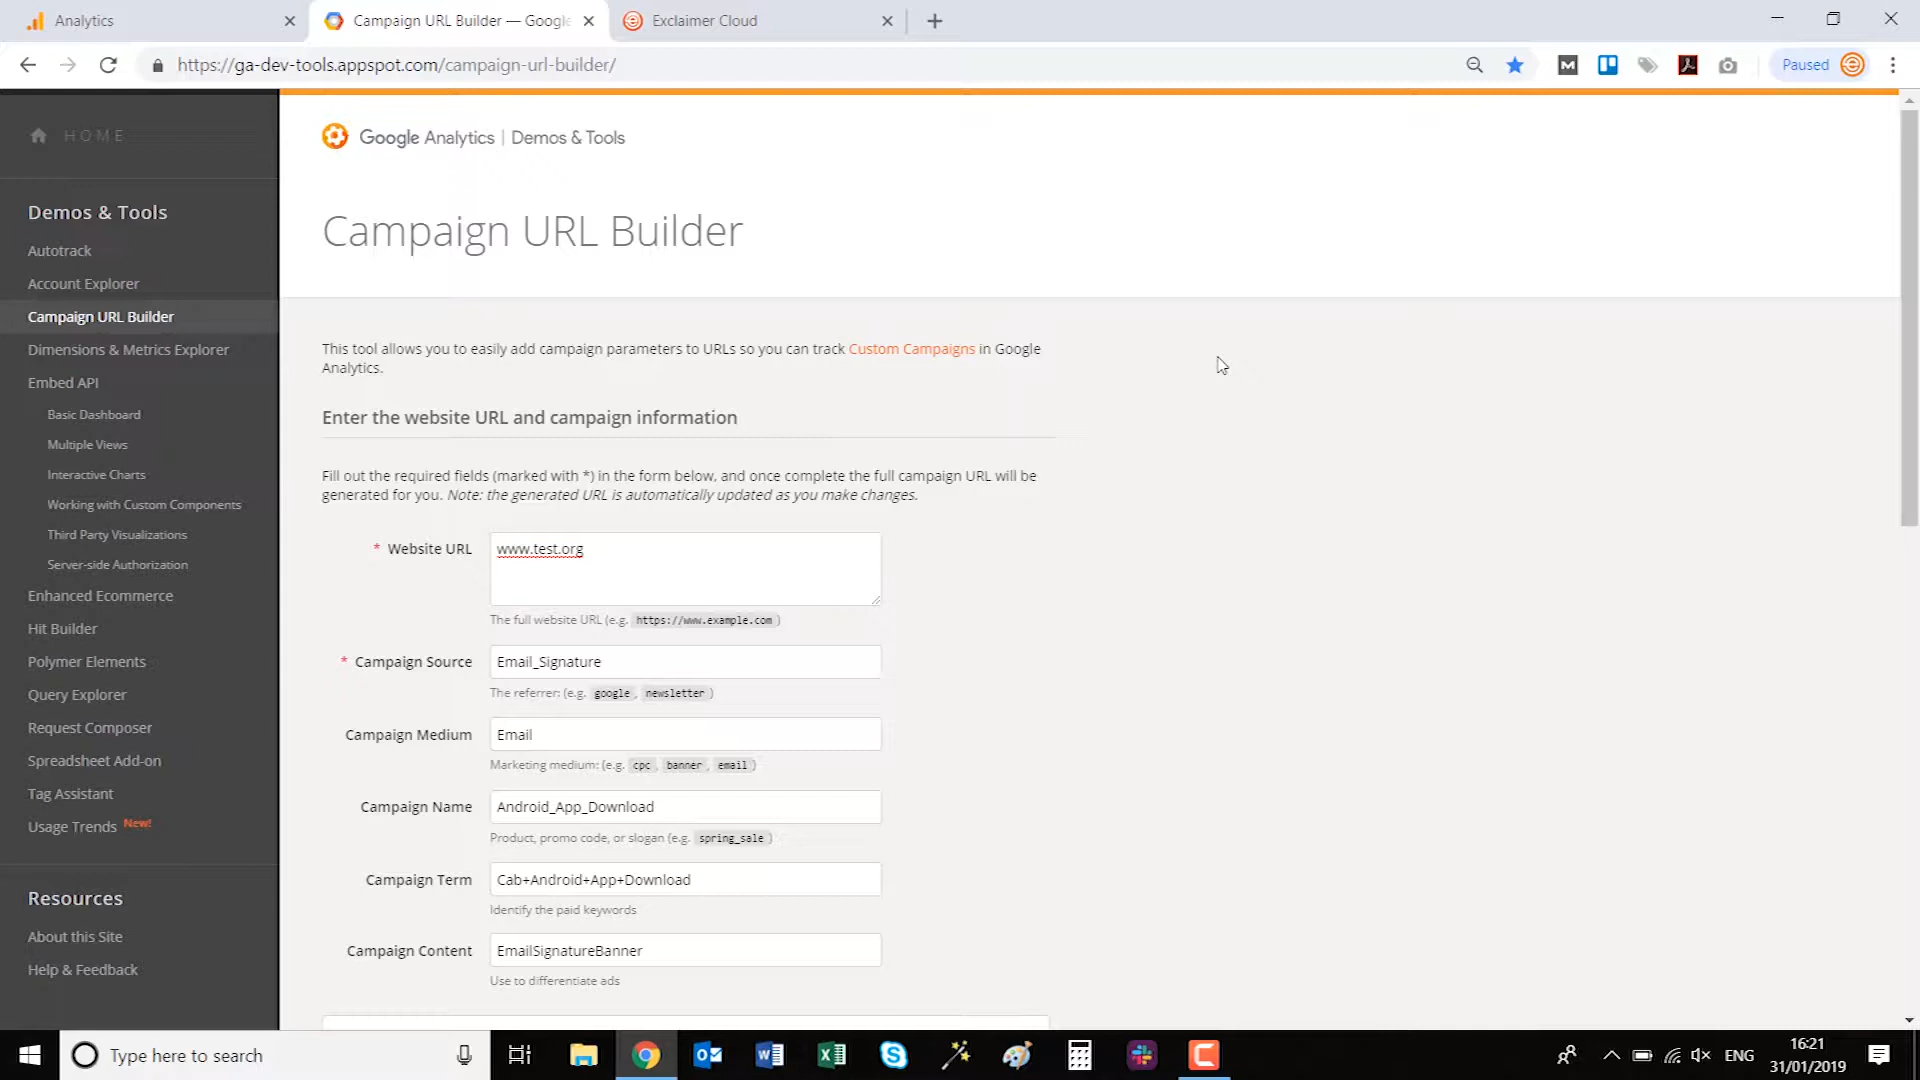 Analytics
Campaign URL Builder — Google
Exclaimer Cloud
https://ga-dev-tools.appspot.com/campaign-url-builder/
Paused
HOME
Demos & Tools
Autotrack
Account Explorer
Campaign URL Builder
Dimensions & Metrics Explorer
Embed API
Basic Dashboard
Multiple Views
Interactive Charts
Working with Custom Components
Third Party Visualizations
Server-side Authorization
Enhanced Ecommerce
Hit Builder
Polymer Elements
Query Explorer
Request Composer
Spreadsheet Add-on
Tag Assistant
Usage Trends New!
Resources
About this Site
Help & Feedback
Google Analytics | Demos & Tools
Campaign URL Builder
This tool allows you to easily add campaign parameters to URLs so you can track Custom Campaigns in Google
Analytics.
Enter the website URL and campaign information
Fill out the required fields (marked with *) in the form below, and once complete the full campaign URL will be
generated for you. Note: the generated URL is automatically updated as you make changes.
* Website URL www.test.org
The full website URL (e.g. https://www.example.com )
* Campaign Source Email_Signature
The referrer: (e.g. google , newsletter )
Campaign Medium Email
Marketing medium: (e.g. cpc , banner , email )
Campaign Name Android_App_Download
Product, promo code, or slogan (e.g. spring_sale )
Campaign Term Cab+Android+App+Download
Identify the paid keywords
Campaign Content EmailSignatureBanner
Use to differentiate ads
Type here to search
ENG
16:21
31/01/2019